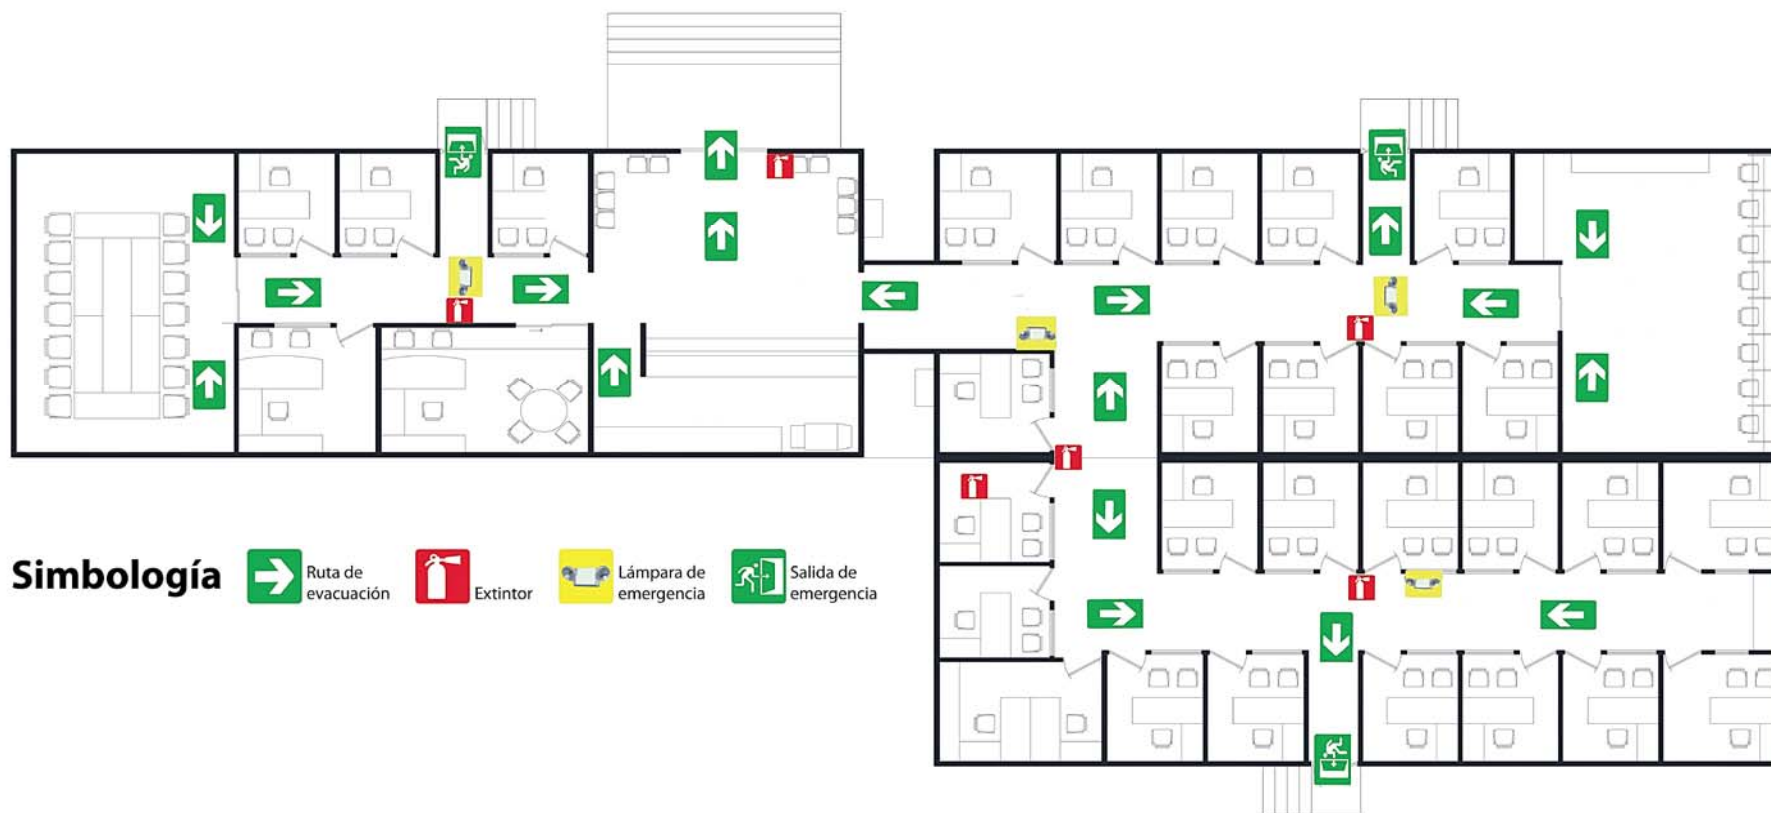 Simbología
Ruta de
evacuación
Extintor
Lámpara de
emergencia
Salida de
emergencia